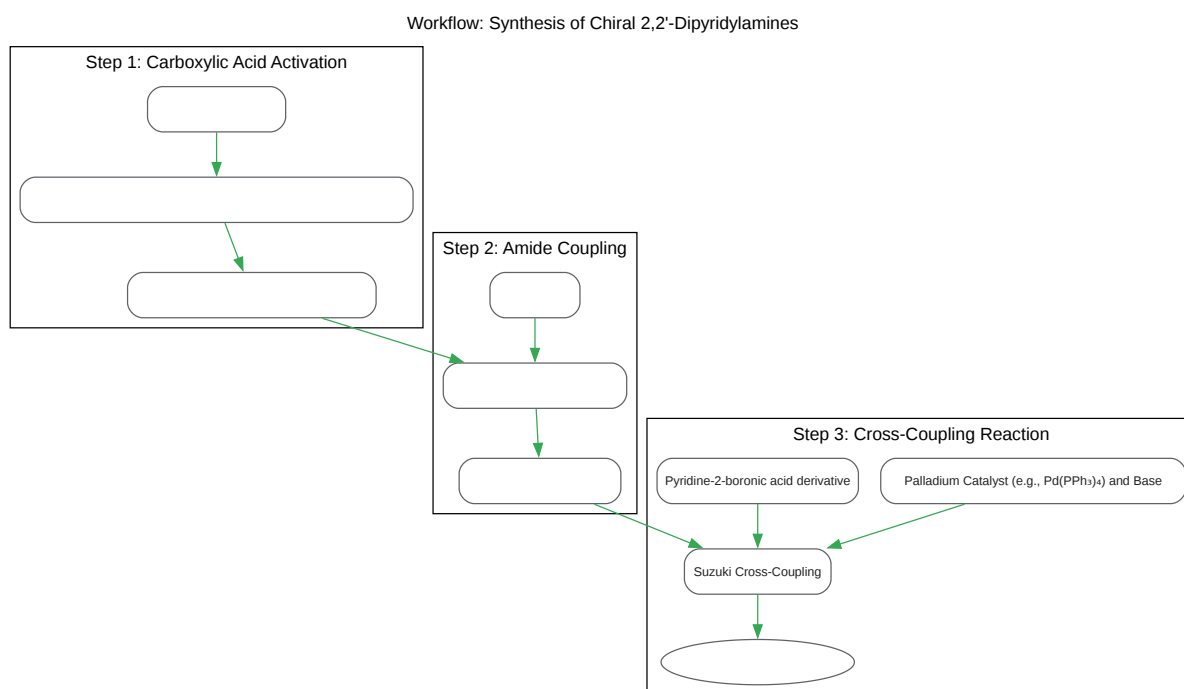 Workflow: Synthesis of Chiral 2,2'-Dipyridylamines
Step 1: Carboxylic Acid Activation
Step 2: Amide Coupling
Step 3: Cross-Coupling Reaction
Pyridine-2-boronic acid derivative
Palladium Catalyst (e.g., Pd(PPh₃)₄) and Base
Suzuki Cross-Coupling